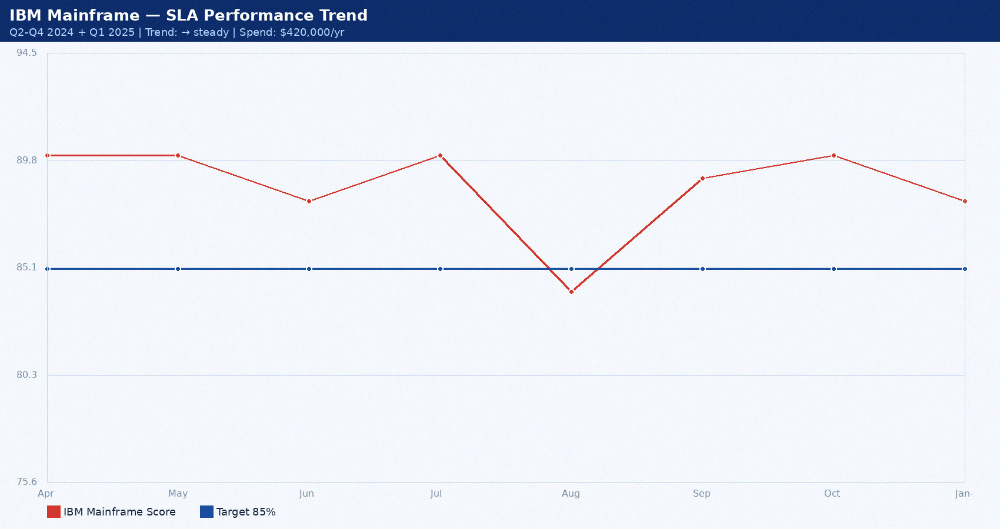 IBM Mainframe — SLA Performance Trend
Q2-Q4 2024 + Q1 2025 | Trend: → steady | Spend: $420,000/yr
94.5
89.8
85.1
80.3
75.6
Apr May Jun Jul Aug Sep Oct Jan-
IBM Mainframe Score Target 85%